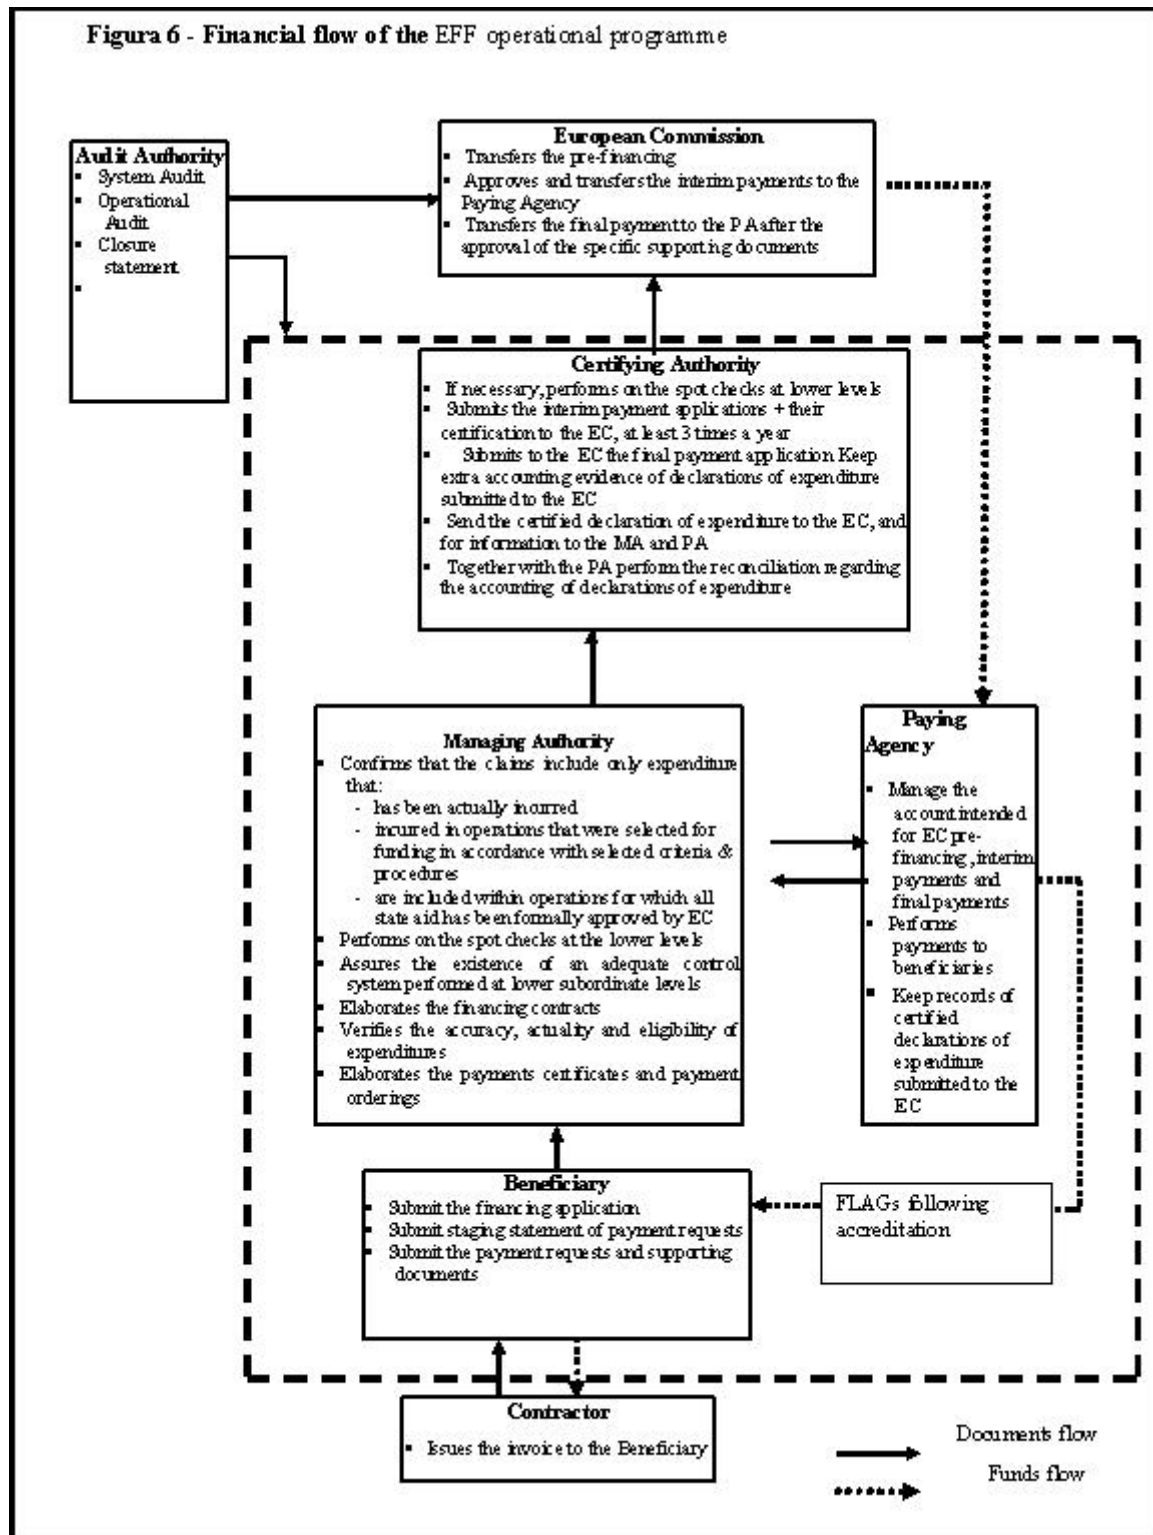 Figura 6 - Financial flow of the EFF operational programme
European Commission
▪ Transfers the pre-financing
▪ Approves and transfers the interim payments to the
Paying Agency
▪ Transfers the final payment to the PA after the
approval of the specific supporting documents
Audit Authority
▪ System Audit
▪ Operational
Audit
▪ Closure
statement
▪
Certifying Authority
▪ If necessary, performs on the spot checks at lower levels
▪ Submits the interim payment applications + their
certification to the EC, at least 3 times a year
▪ Submits to the EC the final payment application Keep
extra accounting evidence of declarations of expenditure
submitted to the EC
▪ Send the certified declaration of expenditure to the EC, and
for information to the MA and PA
▪ Together with the PA perform the reconciliation regarding
the accounting of declarations of expenditure
Managing Authority
▪ Confirms that the claims include only expenditure
that:
- has been actually incurred
- incurred in operations that were selected for
funding in accordance with selected criteria &
procedures
- are included within operations for which all
state aid has been formally approved by EC
▪ Performs on the spot checks at the lower levels
▪ Assures the existence of an adequate control
system performed at lower subordinate levels
▪ Elaborates the financing contracts
▪ Verifies the accuracy, actuality and eligibility of
expenditures
▪ Elaborates the payments certificates and payment
orderings
Paying
Agency
▪ Manage the
account intended
for EC pre-
financing, interim
payments and
final payments
▪ Performs
payments to
beneficiaries
▪ Keep records of
certified
declarations of
expenditure
submitted to the
EC
Beneficiary
▪ Submit the financing application
▪ Submit staging statement of payment requests
▪ Submit the payment requests and supporting
documents
FLAGs following
accreditation
Contractor
▪ Issues the invoice to the Beneficiary
Documents flow
Funds flow